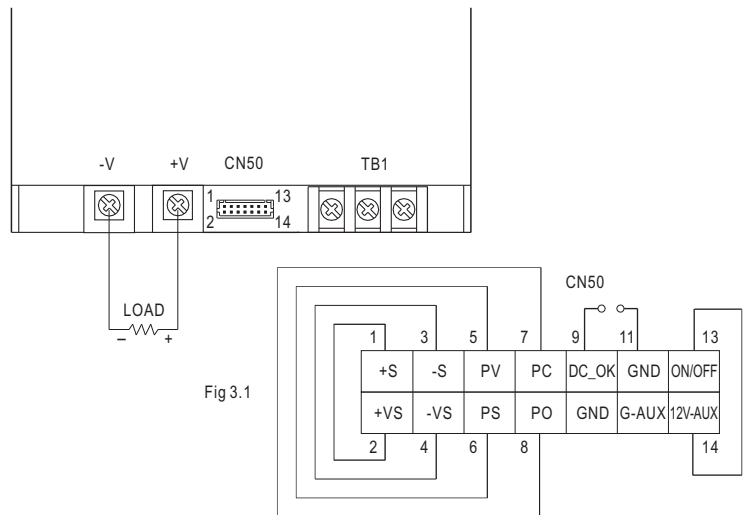 -V +V CN50 TB1
1 13
2 14
LOAD
– +
CN50
1 3 5 7 9 11 13
+S -S PV PC DC_OK GND ON/OFF
Fig 3.1
+VS -VS PS PO GND G-AUX 12V-AUX
2 4 6 8 14